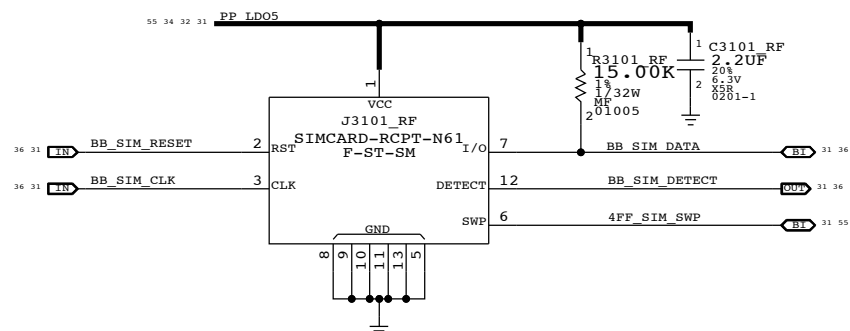 55 34 32 31 PP_LDO5
1 C3101_RF
2.2UF
20%
6.3V
X5R
0201-1
2
1 R3101_RF
15.00K
1%
1/32W
MF
01005
2
1
VCC
J3101_RF
SIMCARD-RCPT-N61
F-ST-SM
36 31 IN BB_SIM_RESET 2 RST
I/O 7 BB_SIM_DATA BI 31 36
36 31 IN BB_SIM_CLK 3 CLK
DETECT 12 BB_SIM_DETECT OUT 31 36
SWP 6 4FF_SIM_SWP BI 31 55
GND
8 9 10 11 13 5